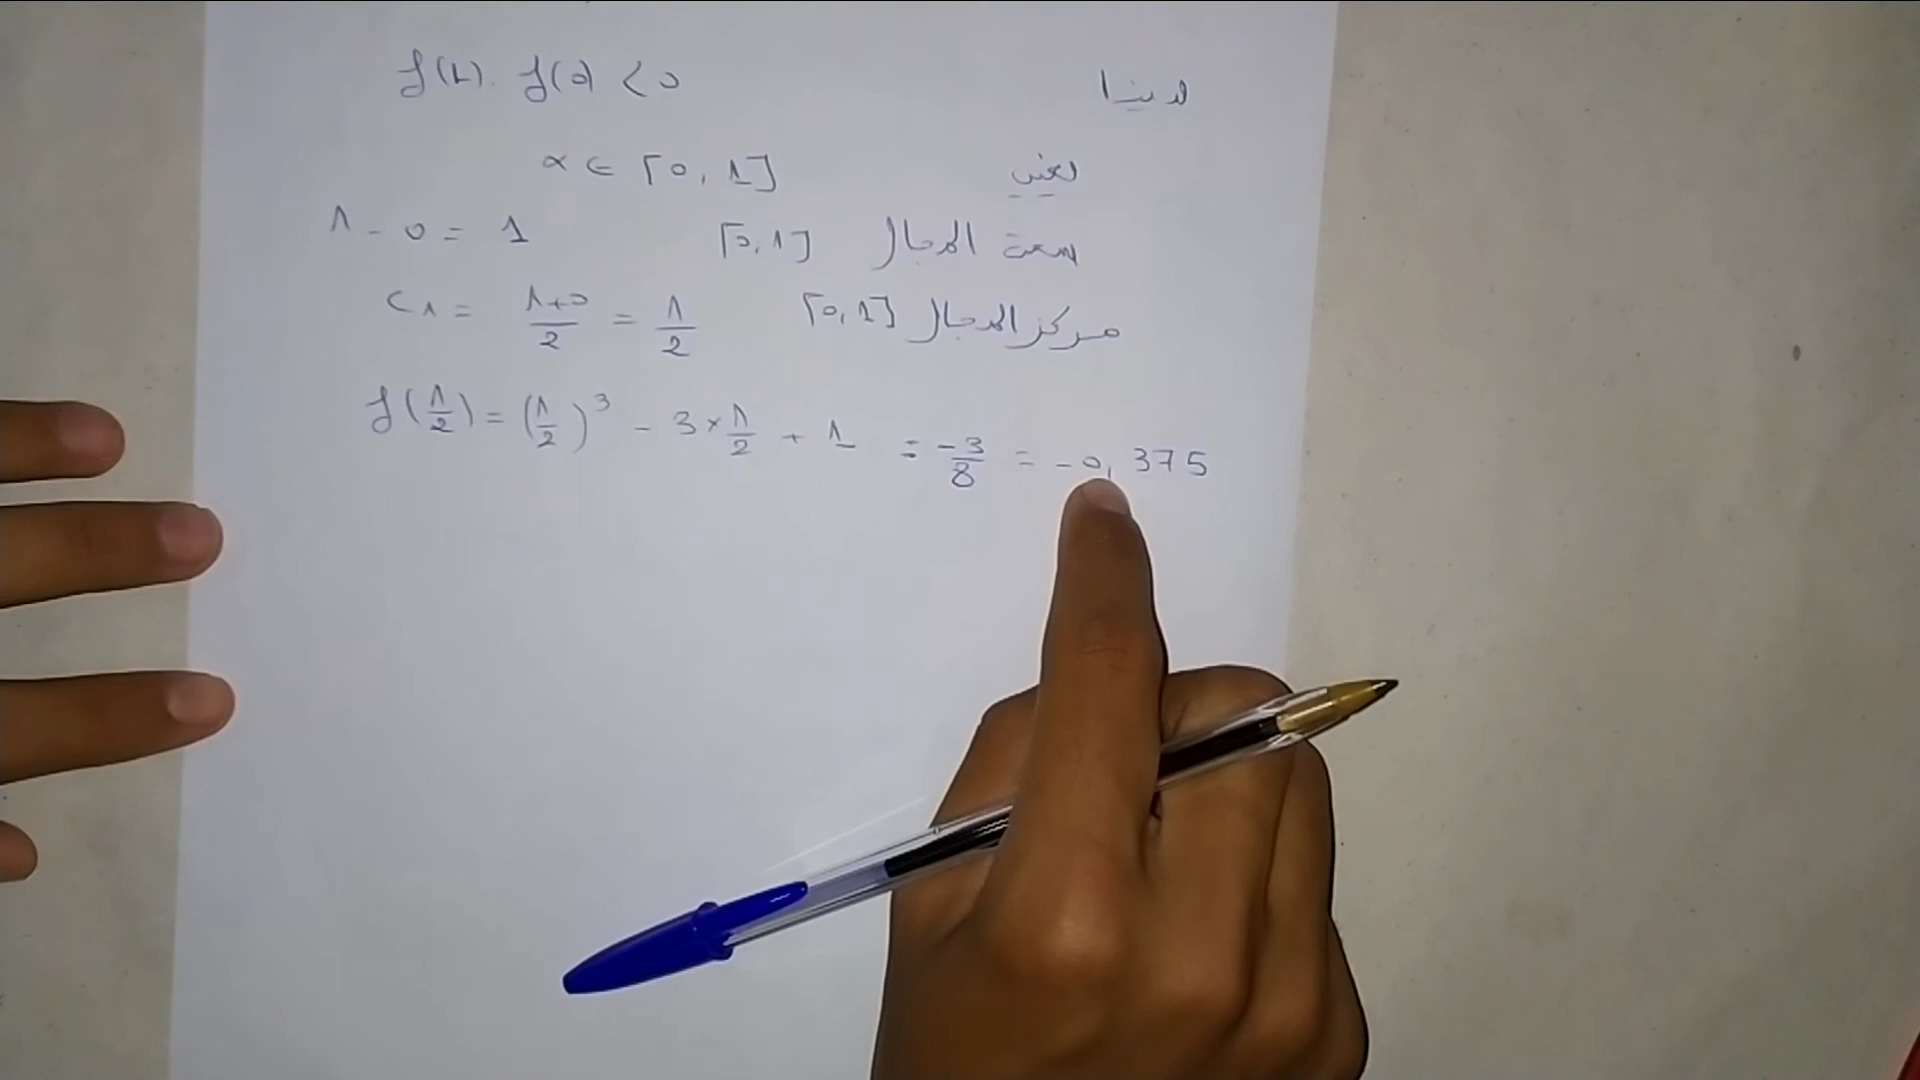 لدينا f(1). f(0) < 0
يعني α ∈ [0, 1]
سعة المجال [0, 1] 1 - 0 = 1
مركز المجال [0, 1] C1 = 1+0/2 = 1/2
f(1/2) = (1/2)^3 - 3 × 1/2 + 1 = -3/8 = -0,375